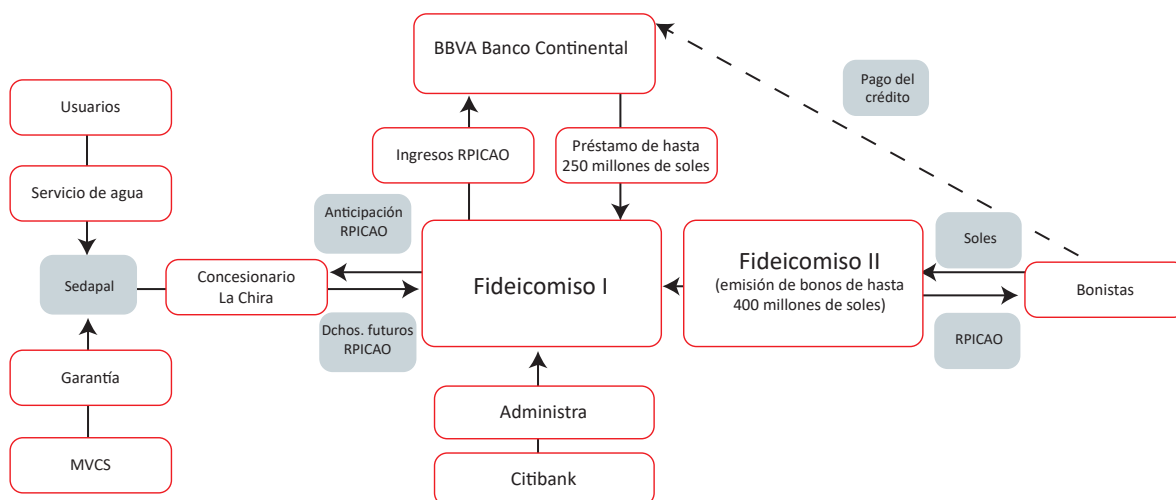 BBVA Banco Continental
Pago del
crédito
Usuarios
Ingresos RPICAO
Préstamo de hasta
250 millones de soles
Servicio de agua
Anticipación
RPICAO
Soles
Sedapal
Concesionario
La Chira
Fideicomiso I
Fideicomiso II
(emisión de bonos de hasta
400 millones de soles)
Bonistas
Dchos. futuros
RPICAO
RPICAO
Garantía
Administra
MVCS
Citibank